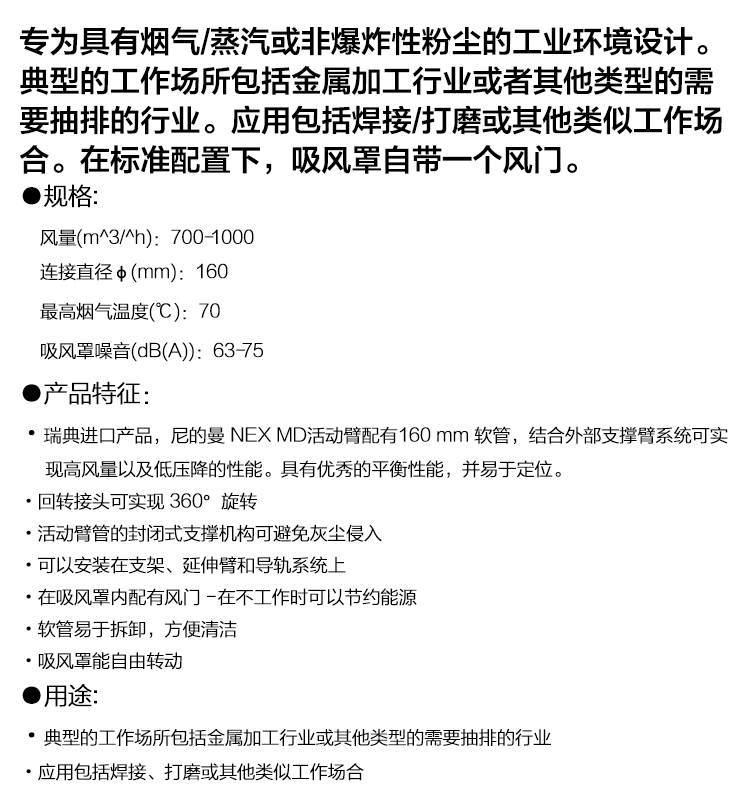 专为具有烟气/蒸汽或非爆炸性粉尘的工业环境设计。
典型的工作场所包括金属加工行业或者其他类型的需
要抽排的行业。应用包括焊接/打磨或其他类似工作场
合。在标准配置下，吸风罩自带一个风门。
●规格:
风量(m^3/^h)：700-1000
连接直径ϕ(mm)：160
最高烟气温度(℃)：70
吸风罩噪音(dB(A))：63-75
●产品特征：
· 瑞典进口产品，尼的曼 NEX MD活动臂配有160 mm 软管，结合外部支撑臂系统可实
现高风量以及低压降的性能。具有优秀的平衡性能，并易于定位。
· 回转接头可实现 360° 旋转
· 活动臂管的封闭式支撑机构可避免灰尘侵入
· 可以安装在支架、延伸臂和导轨系统上
· 在吸风罩内配有风门 -在不工作时可以节约能源
· 软管易于拆卸，方便清洁
· 吸风罩能自由转动
●用途:
· 典型的工作场所包括金属加工行业或其他类型的需要抽排的行业
· 应用包括焊接、打磨或其他类似工作场合